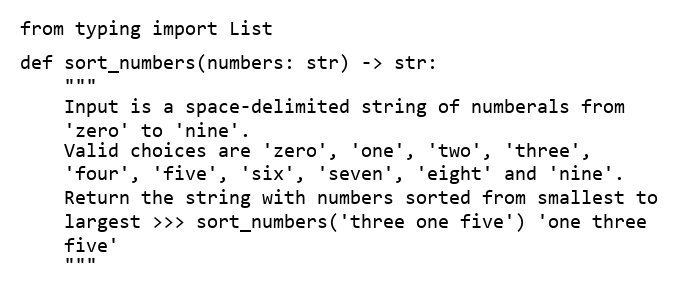 from typing import List
def sort_numbers(numbers: str) -> str:
"""
Input is a space-delimited string of numberals from
'zero' to 'nine'.
Valid choices are 'zero', 'one', 'two', 'three',
'four', 'five', 'six', 'seven', 'eight' and 'nine'.
Return the string with numbers sorted from smallest to
largest >>> sort_numbers('three one five') 'one three
five'
"""